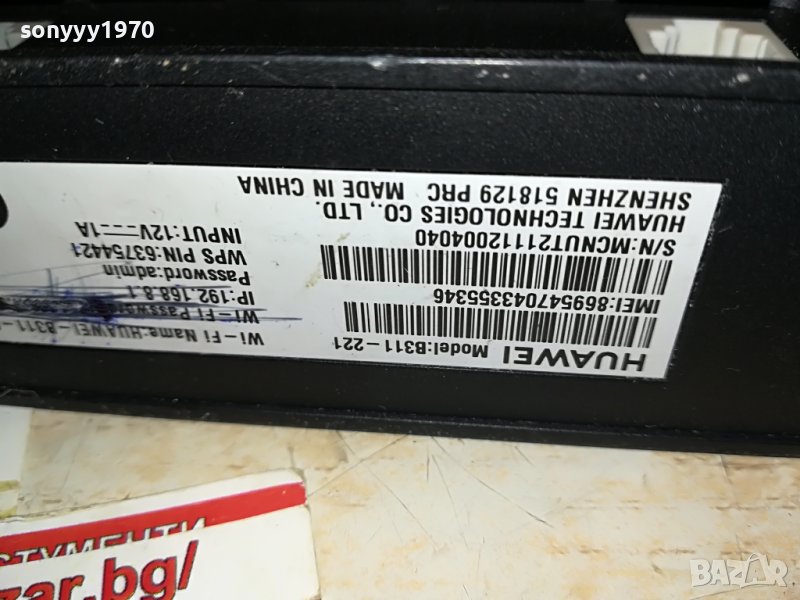 sonyyy1970
HUAWEI Model:B311-221
IMEI:869547043355346
S/N:MCNUT21112004040
HUAWEI TECHNOLOGIES CO., LTD.
SHENZHEN 518129 PRC MADE IN CHINA
Wi-Fi Name:HUAWEI-B311-
Wi-Fi Password
IP:192.168.8.1
Password:admin
WPS PIN:63754421
INPUT:12V 1A
СТУМЕНТИ
zar.bg/
BAZAR